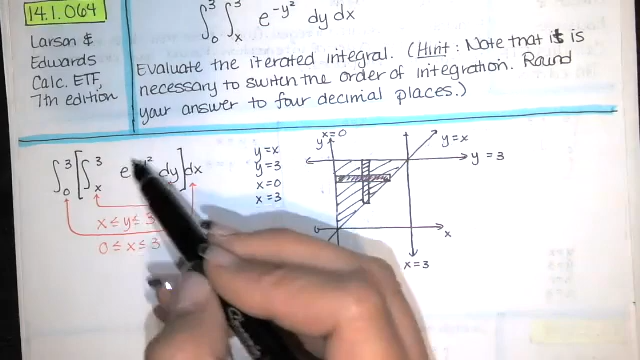 14.1.064
Larson &
Edwards
Calc. ETF,
7th edition
∫₀³ ∫ₓ³ e^(-y²) dy dx
Evaluate the iterated integral. (Hint: Note that it is
necessary to switch the order of integration. Round
your answer to four decimal places.)
∫₀³ [∫ₓ³ e ² dy] dx
x ≤ y ≤ 3
0 ≤ x ≤ 3
y = x
y = 3
x = 0
x = 3
x=0
y
y=x
y = 3
x
x = 3